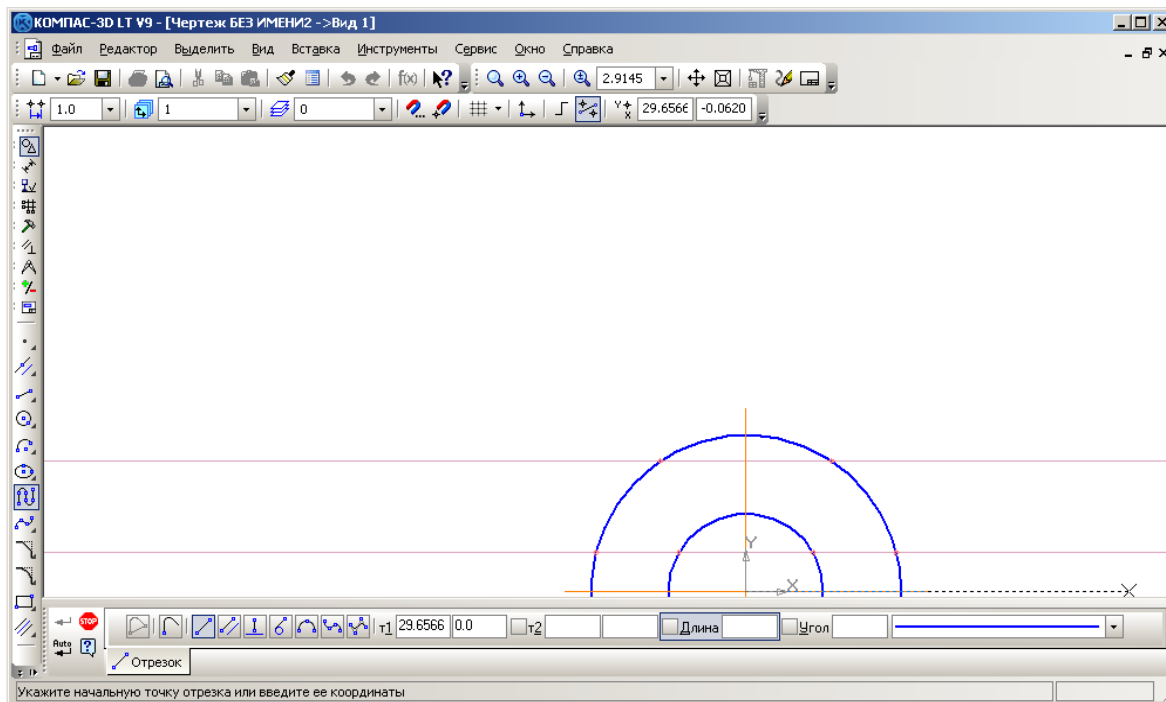 КОМПАС-3D LT V9 - [Чертеж БЕЗ ИМЕНИ2 ->Вид 1]
Файл Редактор Выделить Вид Вставка Инструменты Сервис Окно Справка
f(x) 2.9145
1.0 1 0 Y X 29.6566 -0.0620
Y
X
STOP т1 29.6566 0.0 т2 Длина Угол
Auto
Отрезок
Укажите начальную точку отрезка или введите ее координаты